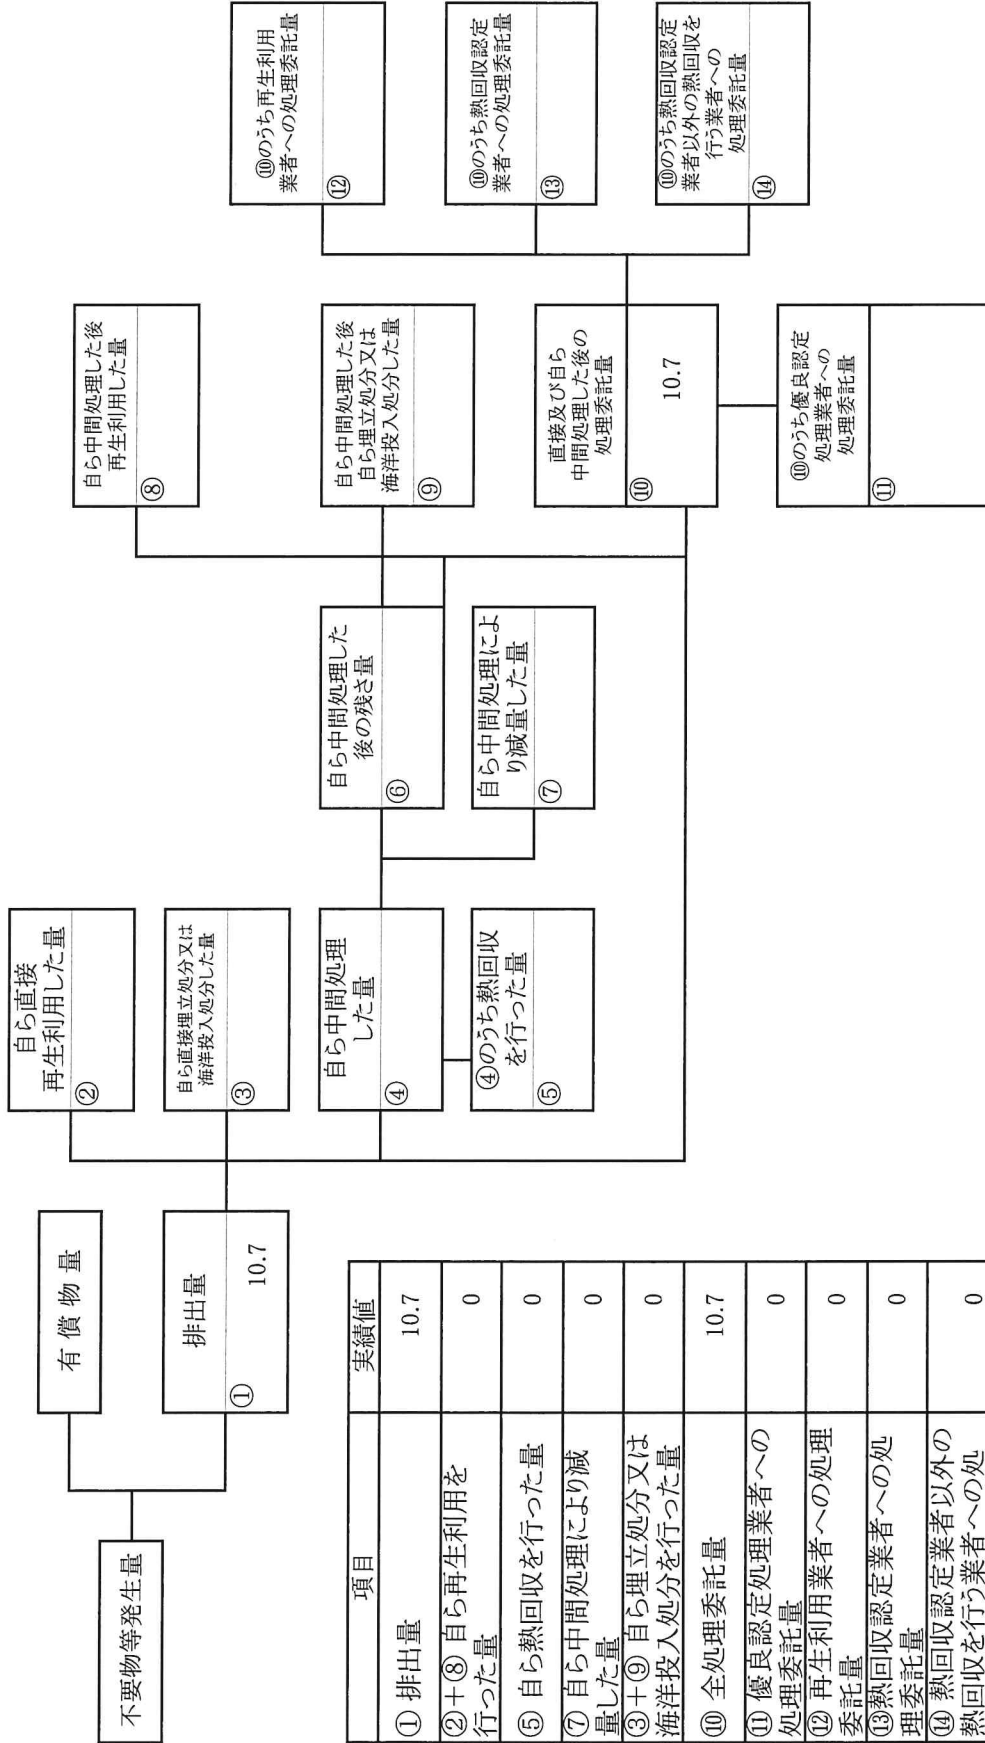 不要物等発生量
有 償 物 量
排出量
①
10.7
自ら直接
再生利用した量
②
自ら直接埋立処分又は
海洋投入処分した量
③
自ら中間処理
した量
④
④のうち熱回収
を行った量
⑤
自ら中間処理した
後の残さ量
⑥
自ら中間処理によ
り減量した量
⑦
自ら中間処理した後
再生利用した量
⑧
自ら中間処理した後
自ら埋立処分又は
海洋投入処分した量
⑨
直接及び自ら
中間処理した後の
処理委託量
⑩
10.7
⑩のうち優良認定
処理業者への
処理委託量
⑪
⑩のうち再生利用
業者への処理委託量
⑫
⑩のうち熱回収認定
業者への処理委託量
⑬
⑩のうち熱回収認定
業者以外の熱回収を
行う業者への
処理委託量
⑭
項目 実績値
① 排出量 10.7
②+⑧ 自ら再生利用を
行った量 0
⑤ 自ら熱回収を行った量 0
⑦ 自ら中間処理により減
量した量 0
③+⑨ 自ら埋立処分又は
海洋投入処分を行った量 0
⑩ 全処理委託量 10.7
⑪ 優良認定処理業者への
処理委託量 0
⑫ 再生利用業者への処理
委託量 0
⑬熱回収認定業者への処
理委託量 0
⑭ 熱回収認定業者以外の
熱回収を行う業者への処 0